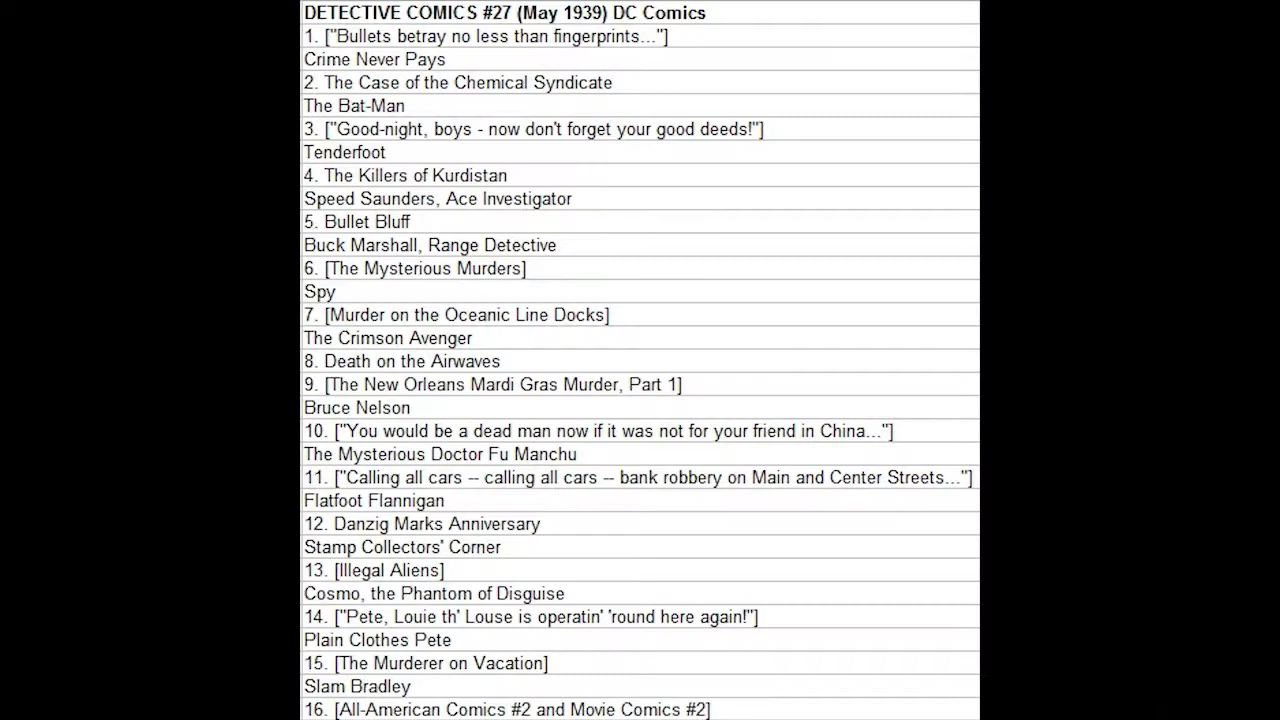 DETECTIVE COMICS #27 (May 1939) DC Comics
1. ["Bullets betray no less than fingerprints..."]
Crime Never Pays
2. The Case of the Chemical Syndicate
The Bat-Man
3. ["Good-night, boys - now don't forget your good deeds!"]
Tenderfoot
4. The Killers of Kurdistan
Speed Saunders, Ace Investigator
5. Bullet Bluff
Buck Marshall, Range Detective
6. [The Mysterious Murders]
Spy
7. [Murder on the Oceanic Line Docks]
The Crimson Avenger
8. Death on the Airwaves
9. [The New Orleans Mardi Gras Murder, Part 1]
Bruce Nelson
10. ["You would be a dead man now if it was not for your friend in China..."]
The Mysterious Doctor Fu Manchu
11. ["Calling all cars -- calling all cars -- bank robbery on Main and Center Streets..."]
Flatfoot Flannigan
12. Danzig Marks Anniversary
Stamp Collectors' Corner
13. [Illegal Aliens]
Cosmo, the Phantom of Disguise
14. ["Pete, Louie th' Louse is operatin' 'round here again!"]
Plain Clothes Pete
15. [The Murderer on Vacation]
Slam Bradley
16. [All-American Comics #2 and Movie Comics #2]